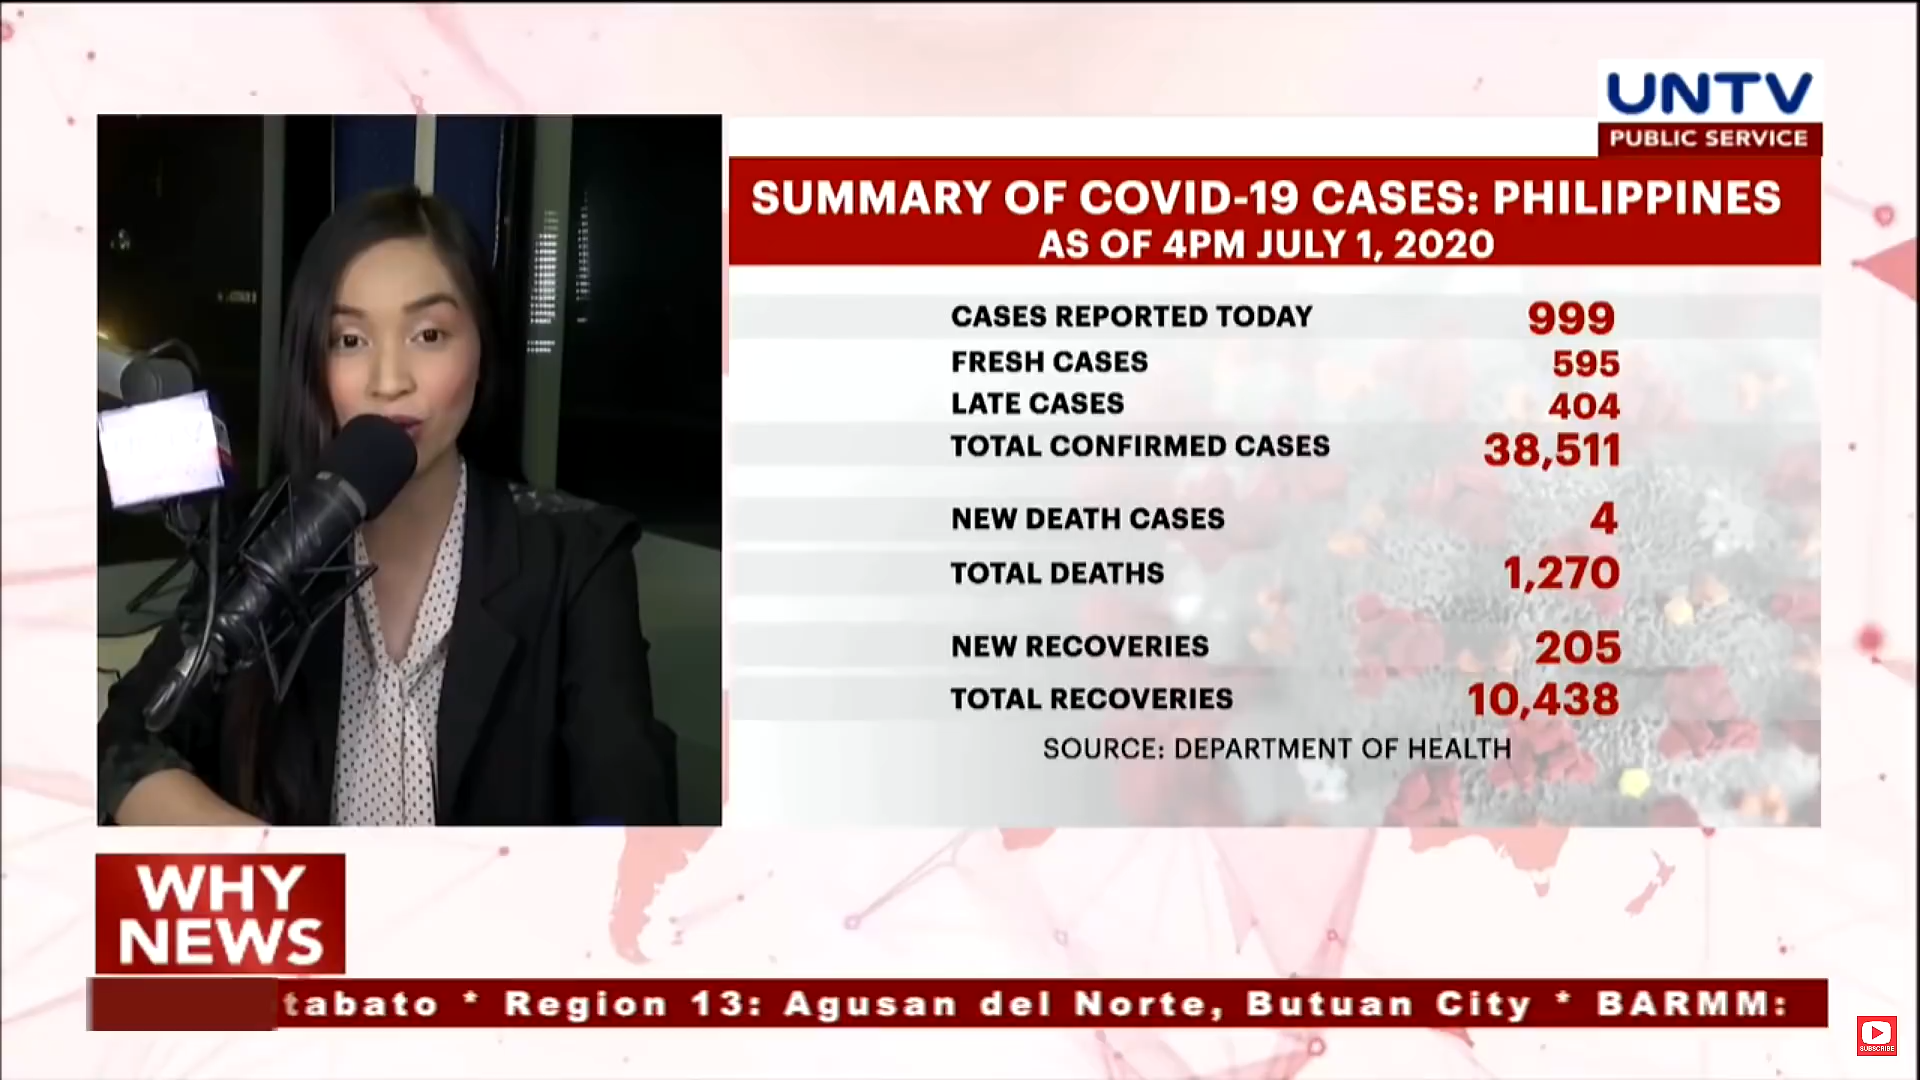 UNTV
PUBLIC SERVICE
SUMMARY OF COVID-19 CASES: PHILIPPINES
AS OF 4PM JULY 1, 2020
CASES REPORTED TODAY 999
FRESH CASES 595
LATE CASES 404
TOTAL CONFIRMED CASES 38,511
NEW DEATH CASES 4
TOTAL DEATHS 1,270
NEW RECOVERIES 205
TOTAL RECOVERIES 10,438
SOURCE: DEPARTMENT OF HEALTH
WHY
NEWS
tabato * Region 13: Agusan del Norte, Butuan City * BARMM:
SUBSCRIBE